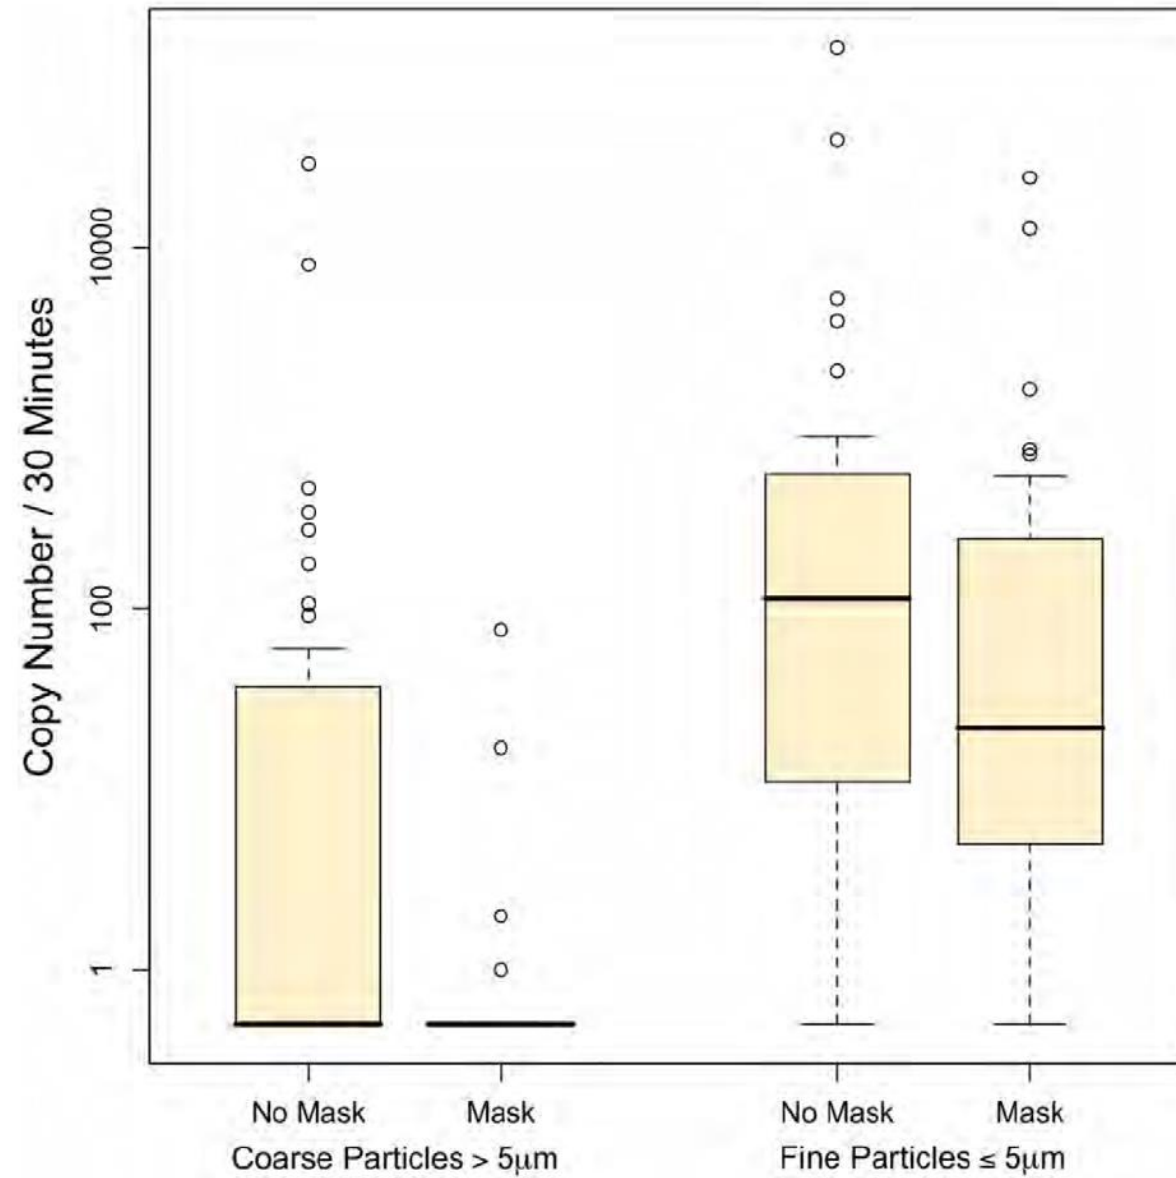 Copy Number / 30 Minutes
10000
100
1
No Mask
Mask
No Mask
Mask
Coarse Particles > 5μm
Fine Particles ≤ 5μm